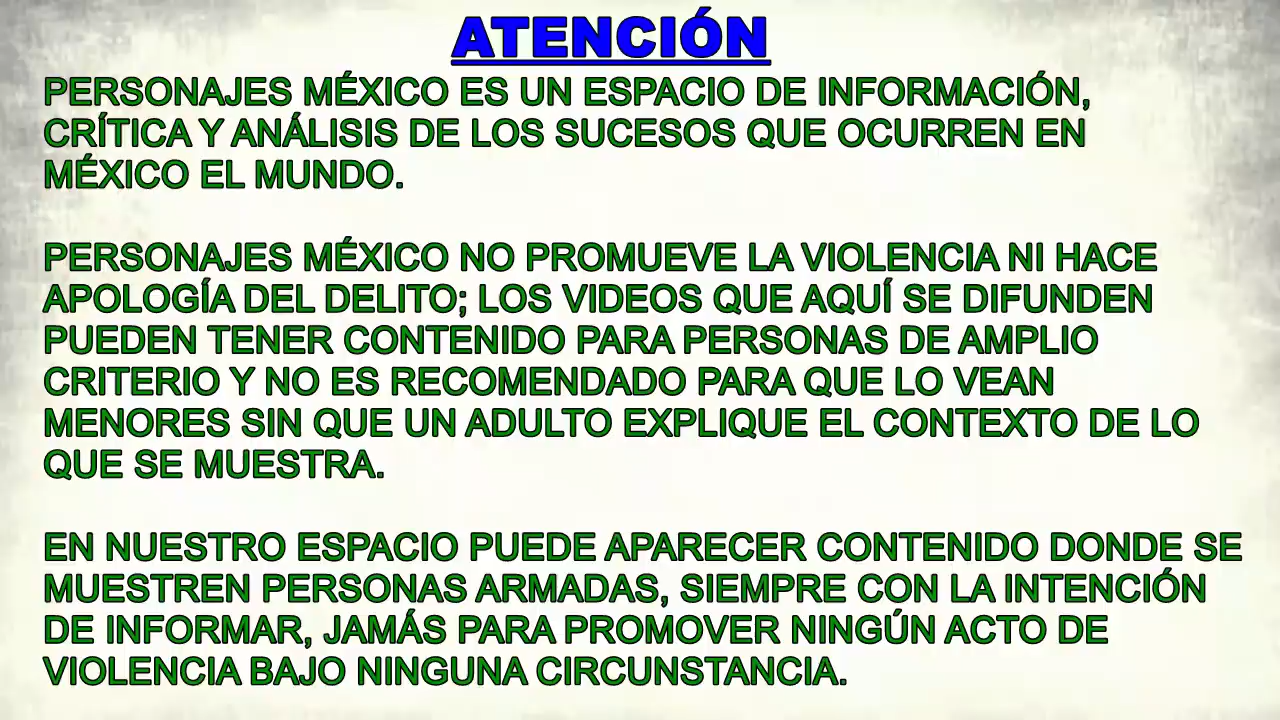 ATENCIÓN
PERSONAJES MÉXICO ES UN ESPACIO DE INFORMACIÓN,
CRÍTICA Y ANÁLISIS DE LOS SUCESOS QUE OCURREN EN
MÉXICO EL MUNDO.
PERSONAJES MÉXICO NO PROMUEVE LA VIOLENCIA NI HACE
APOLOGÍA DEL DELITO; LOS VIDEOS QUE AQUÍ SE DIFUNDEN
PUEDEN TENER CONTENIDO PARA PERSONAS DE AMPLIO
CRITERIO Y NO ES RECOMENDADO PARA QUE LO VEAN
MENORES SIN QUE UN ADULTO EXPLIQUE EL CONTEXTO DE LO
QUE SE MUESTRA.
EN NUESTRO ESPACIO PUEDE APARECER CONTENIDO DONDE SE
MUESTREN PERSONAS ARMADAS, SIEMPRE CON LA INTENCIÓN
DE INFORMAR, JAMÁS PARA PROMOVER NINGÚN ACTO DE
VIOLENCIA BAJO NINGUNA CIRCUNSTANCIA.